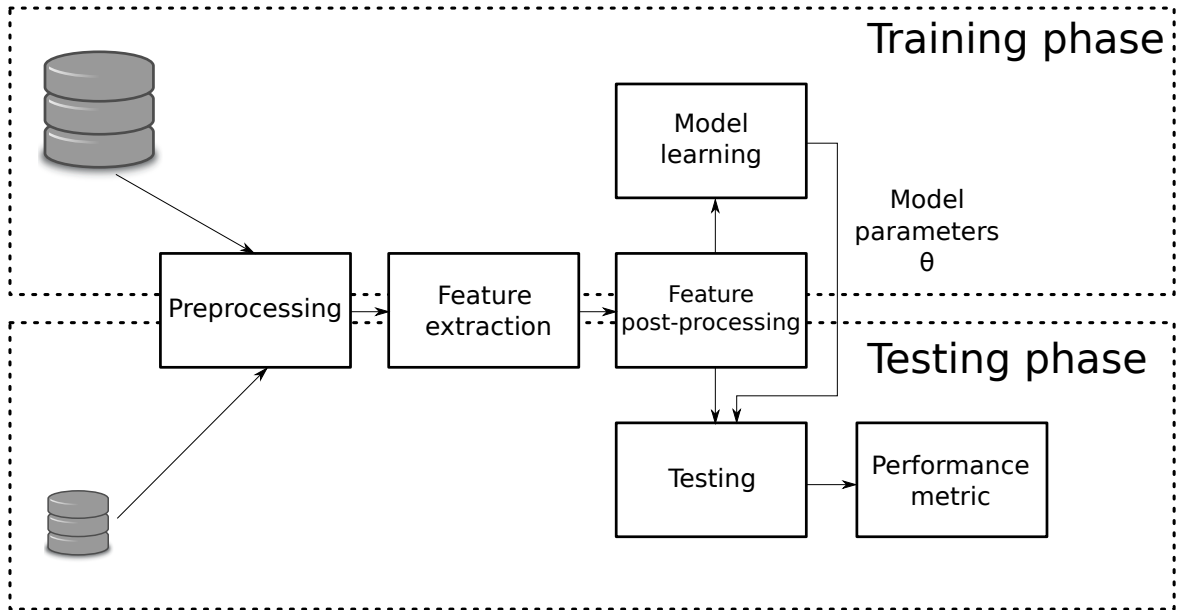 Training phase
Model
learning
Model
parameters
θ
Preprocessing
Feature
extraction
Feature
post-processing
Testing phase
Testing
Performance
metric